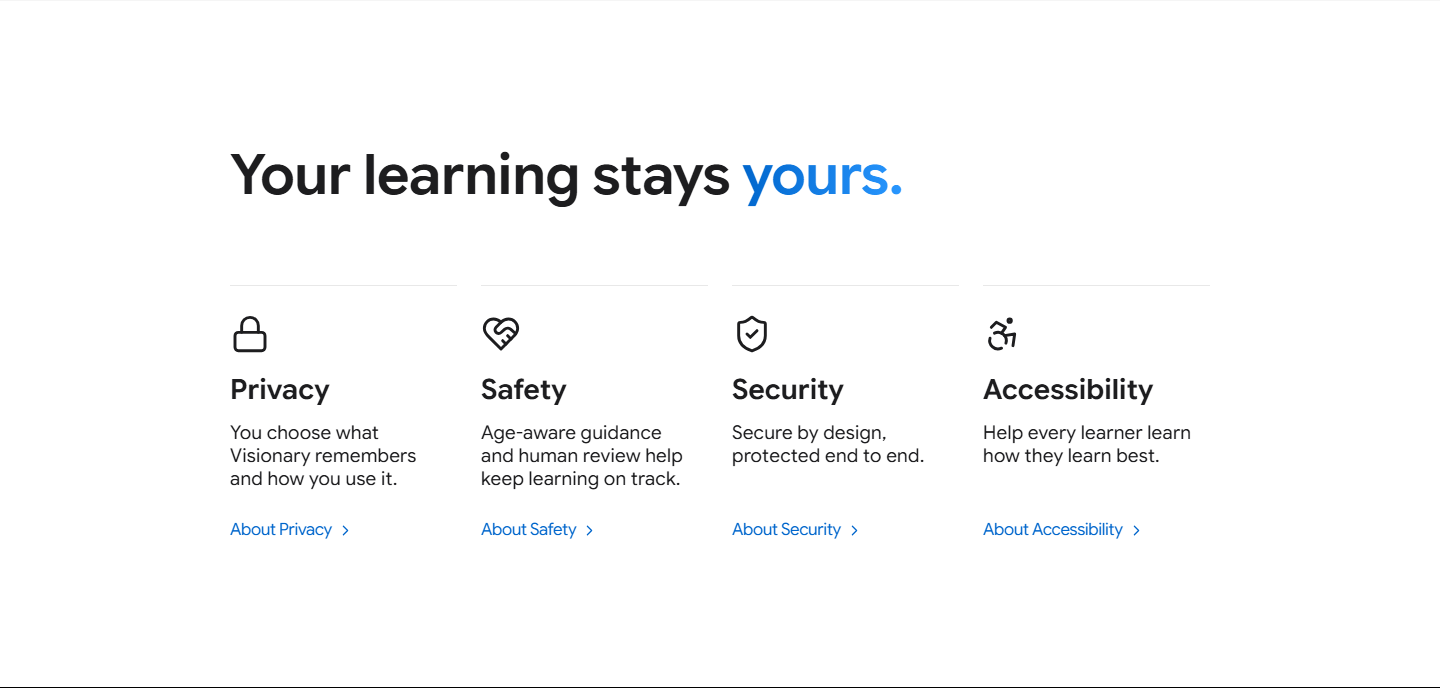 Your learning stays yours.
Privacy
You choose what
Visionary remembers
and how you use it.
About Privacy
Safety
Age-aware guidance
and human review help
keep learning on track.
About Safety
Security
Secure by design,
protected end to end.
About Security
Accessibility
Help every learner learn
how they learn best.
About Accessibility